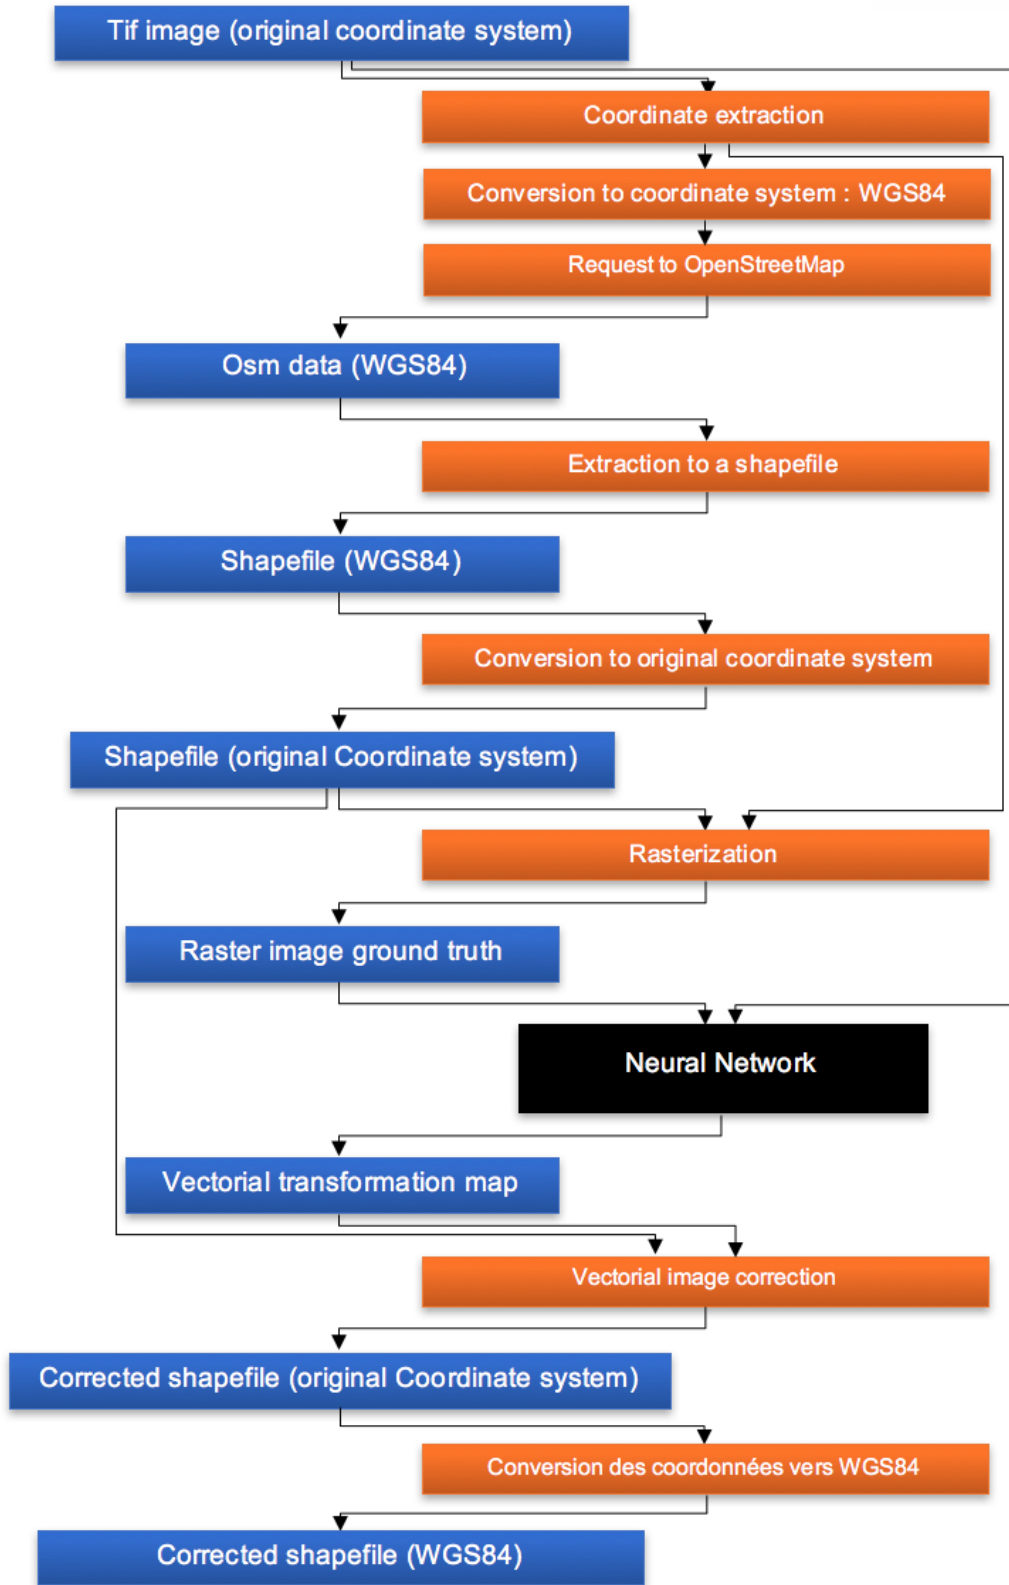 Tif image (original coordinate system)
Coordinate extraction
Conversion to coordinate system : WGS84
Request to OpenStreetMap
Osm data (WGS84)
Extraction to a shapefile
Shapefile (WGS84)
Conversion to original coordinate system
Shapefile (original Coordinate system)
Rasterization
Raster image ground truth
Neural Network
Vectorial transformation map
Vectorial image correction
Corrected shapefile (original Coordinate system)
Conversion des coordonnées vers WGS84
Corrected shapefile (WGS84)